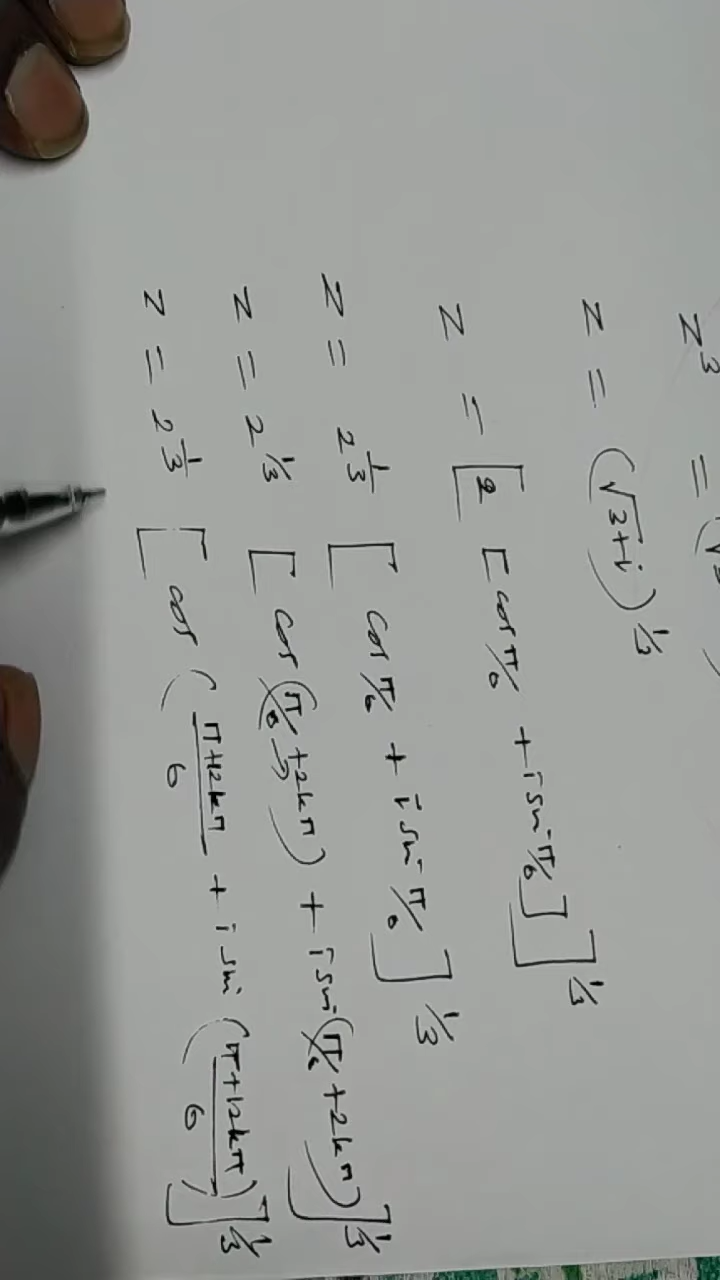 z³ = (√3
z = (√3+i)^⅓
z = [2 [cos π/6 + i sin π/6]]^⅓
z = 2^⅓ [cos π/6 + i sin π/6]^⅓
z = 2^⅓ [cos (π/6 + 2kπ) + i sin (π/6 + 2kπ)]^⅓
z = 2^⅓ [cos ((π+12kπ)/6) + i sin ((π+12kπ)/6)]^⅓